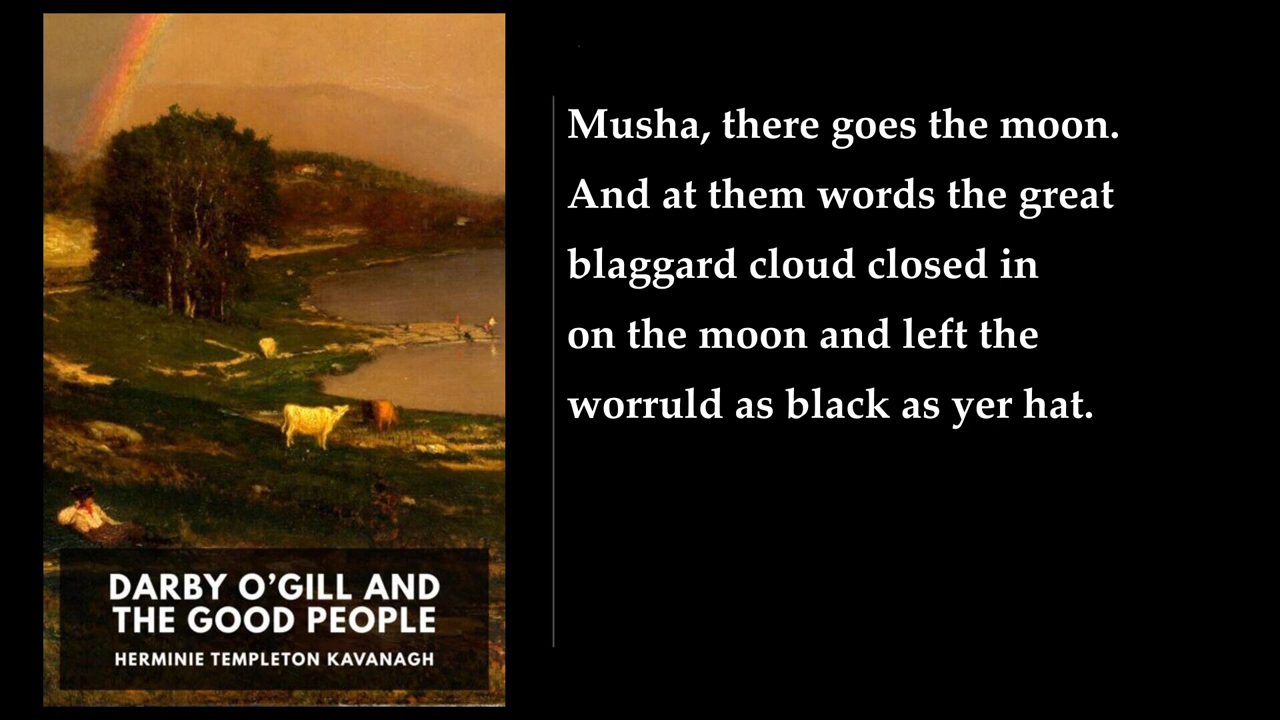 Musha, there goes the moon.
And at them words the great
blaggard cloud closed in
on the moon and left the
worruld as black as yer hat.
DARBY O’GILL AND
THE GOOD PEOPLE
HERMINIE TEMPLETON KAVANAGH